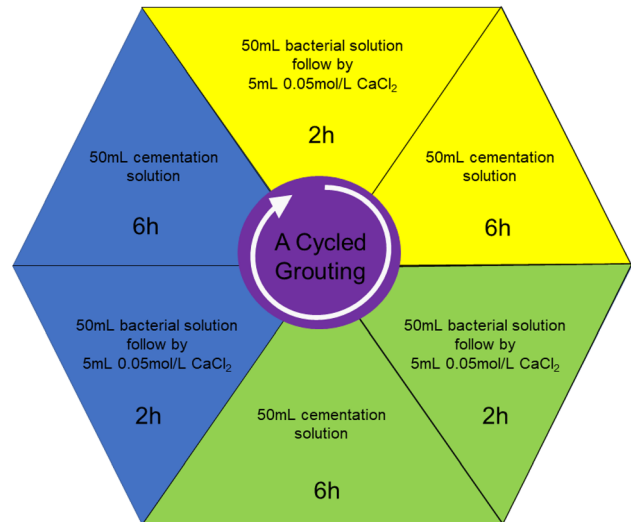 50mL bacterial solution
follow by
5mL 0.05mol/L CaCl₂
2h
50mL cementation
solution
6h
50mL bacterial solution
follow by
5mL 0.05mol/L CaCl₂
2h
50mL cementation
solution
6h
50mL bacterial solution
follow by
5mL 0.05mol/L CaCl₂
2h
50mL cementation
solution
6h
A Cycled
Grouting